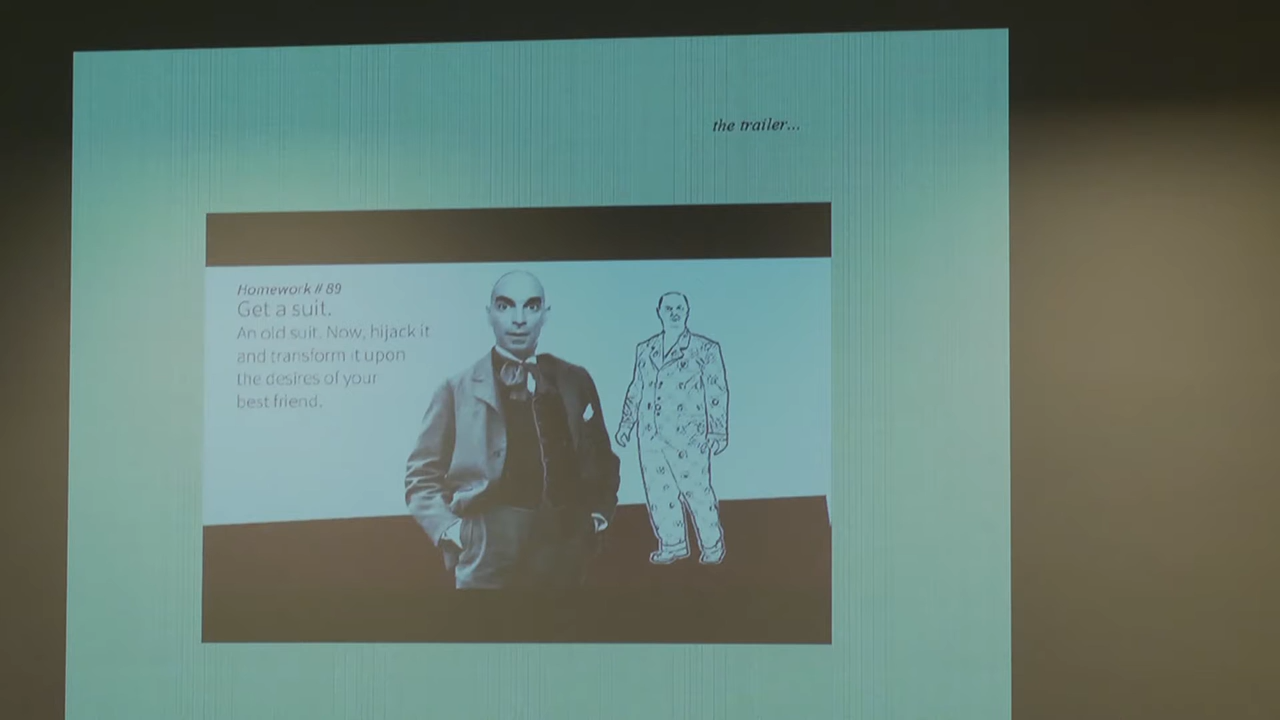 the trailer...
Homework # 89
Get a suit.
An old suit. Now, hijack it
and transform it upon
the desires of your
best friend.